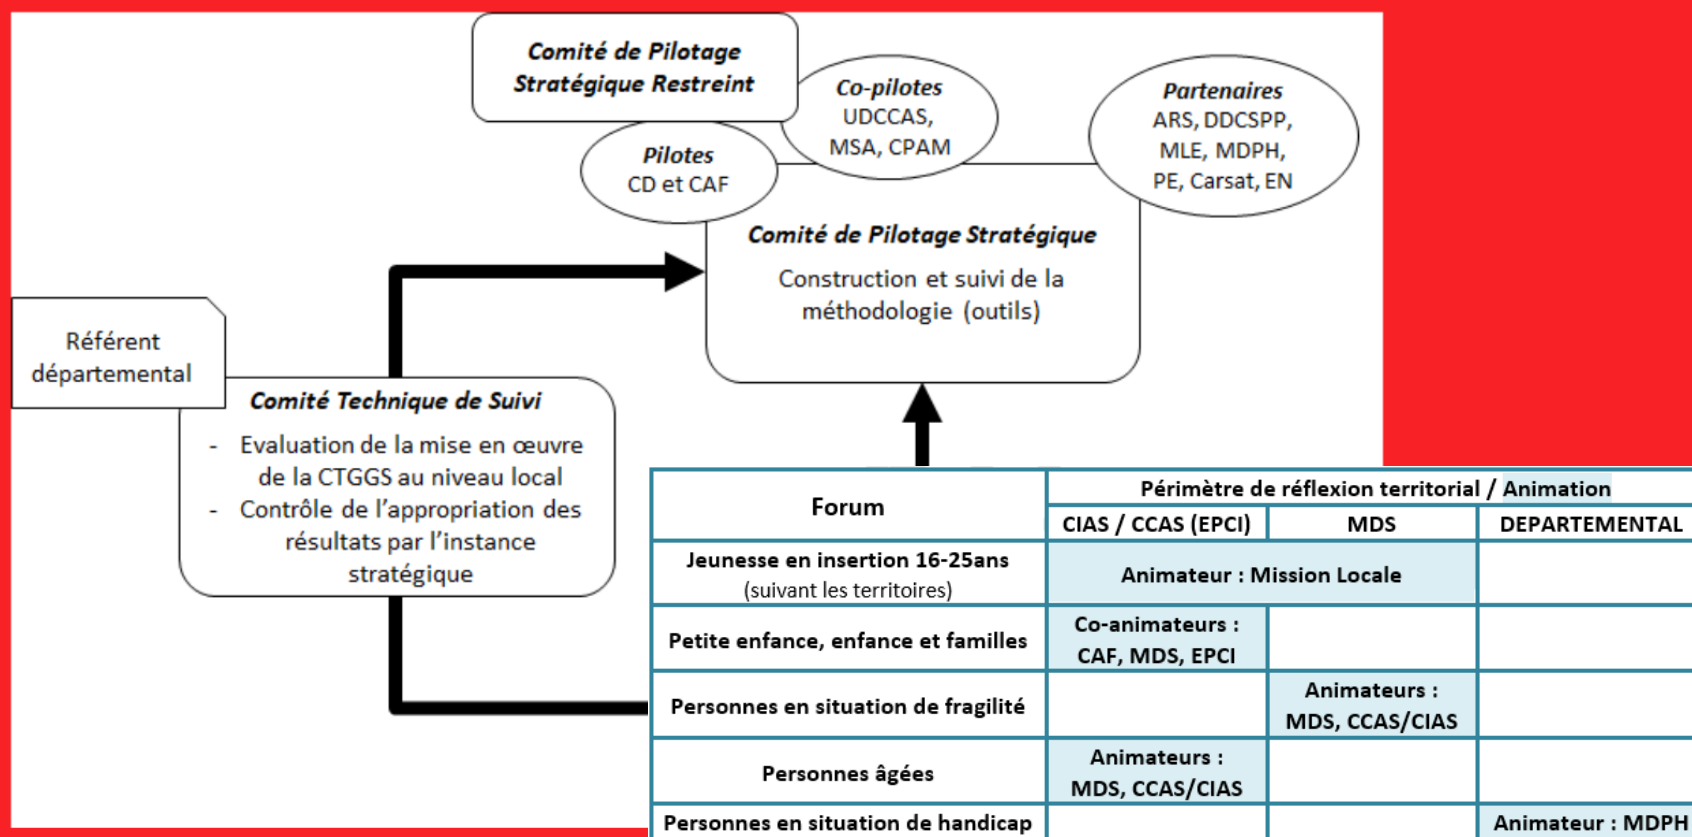 Comité de Pilotage
Stratégique Restreint
Co-pilotes
UDCCAS,
MSA, CPAM
Partenaires
ARS, DDCSPP,
MLE, MDPH,
PE, Carsat, EN
Pilotes
CD et CAF
Comité de Pilotage Stratégique
Construction et suivi de la
méthodologie (outils)
Référent
départemental
Comité Technique de Suivi
- Evaluation de la mise en œuvre
de la CTGGS au niveau local
- Contrôle de l'appropriation des
résultats par l'instance
stratégique
Forum
Périmètre de réflexion territorial / Animation
CIAS / CCAS (EPCI) MDS DEPARTEMENTAL
Jeunesse en insertion 16-25ans
(suivant les territoires)
Animateur : Mission Locale
Petite enfance, enfance et familles
Co-animateurs :
CAF, MDS, EPCI
Personnes en situation de fragilité
Animateurs :
MDS, CCAS/CIAS
Personnes âgées
Animateurs :
MDS, CCAS/CIAS
Personnes en situation de handicap
Animateur : MDPH